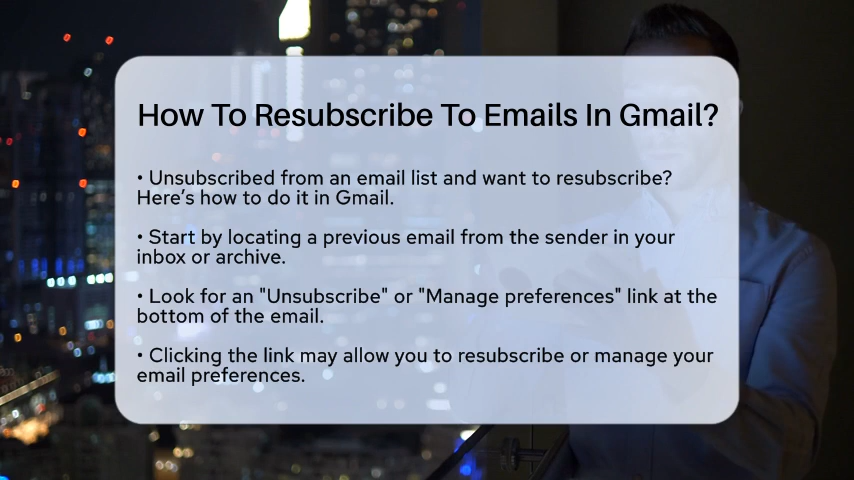 How To Resubscribe To Emails In Gmail?
• Unsubscribed from an email list and want to resubscribe?
Here’s how to do it in Gmail.
• Start by locating a previous email from the sender in your
inbox or archive.
• Look for an "Unsubscribe" or "Manage preferences" link at the
bottom of the email.
• Clicking the link may allow you to resubscribe or manage your
email preferences.